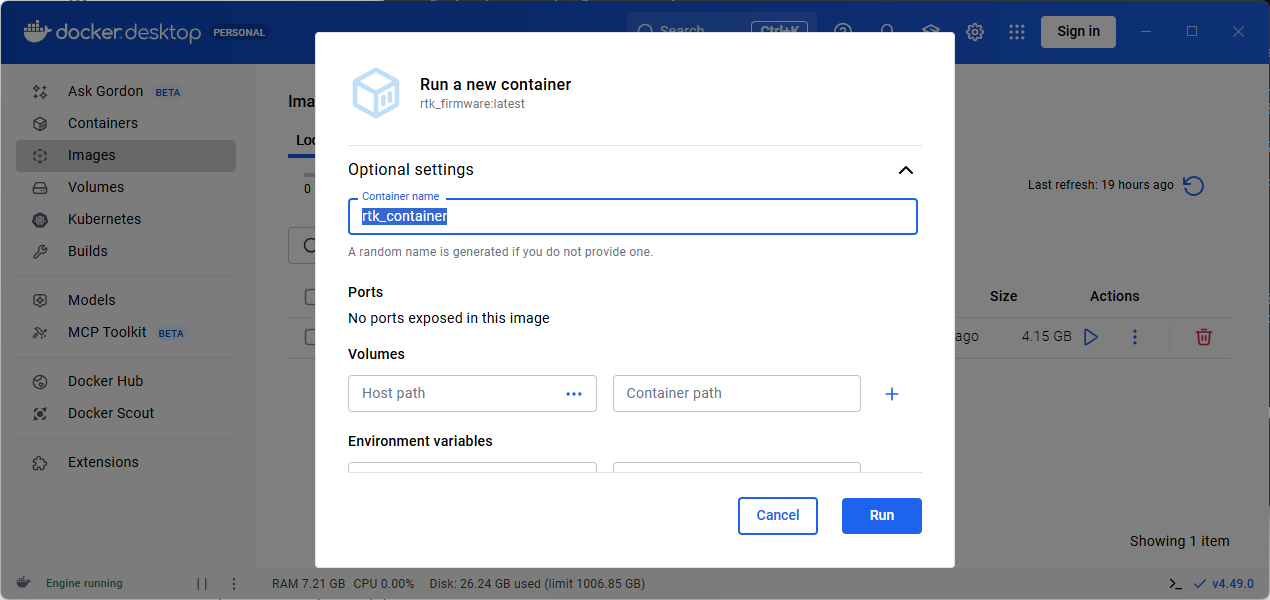 docker.desktop PERSONAL
Search Ctrl+K
Sign in
Ask Gordon BETA
Containers
Images
Volumes
Kubernetes
Builds
Models
MCP Toolkit BETA
Docker Hub
Docker Scout
Extensions
Ima
Loc
0
Last refresh: 19 hours ago
Size Actions
ago 4.15 GB
Showing 1 item
Run a new container
rtk_firmware:latest
Optional settings
Container name
rtk_container
A random name is generated if you do not provide one.
Ports
No ports exposed in this image
Volumes
Host path Container path
Environment variables
Cancel Run
Engine running RAM 7.21 GB CPU 0.00% Disk: 26.24 GB used (limit 1006.85 GB) v4.49.0